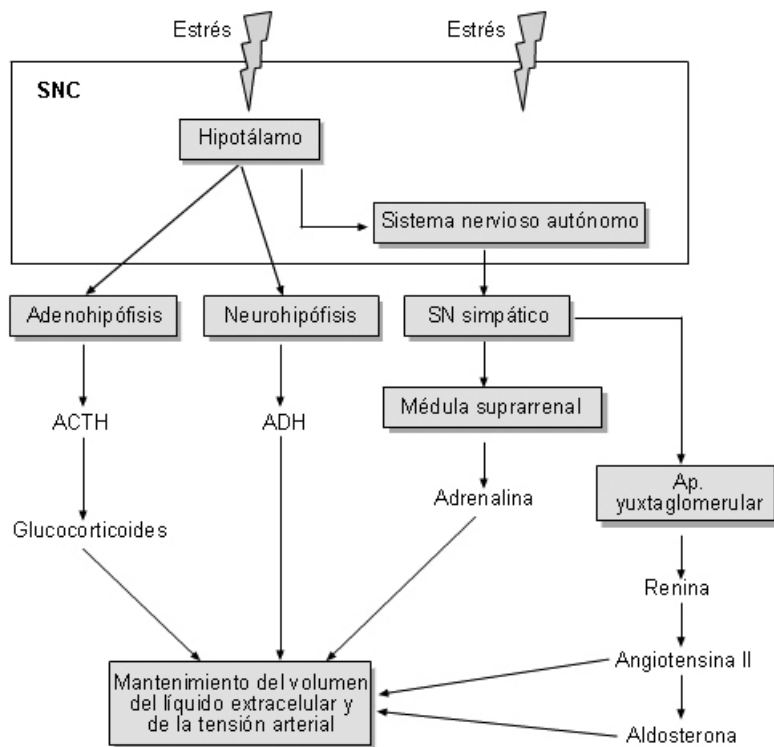 Estrés
Estrés
SNC
Hipotálamo
Sistema nervioso autónomo
Adenohipófisis
Neurohipófisis
SN simpático
ACTH
ADH
Médula suprarrenal
Adrenalina
Ap.
yuxtaglomerular
Glucocorticoides
Renina
Angiotensina II
Mantenimiento del volumen
del líquido extracelular y
de la tensión arterial
Aldosterona